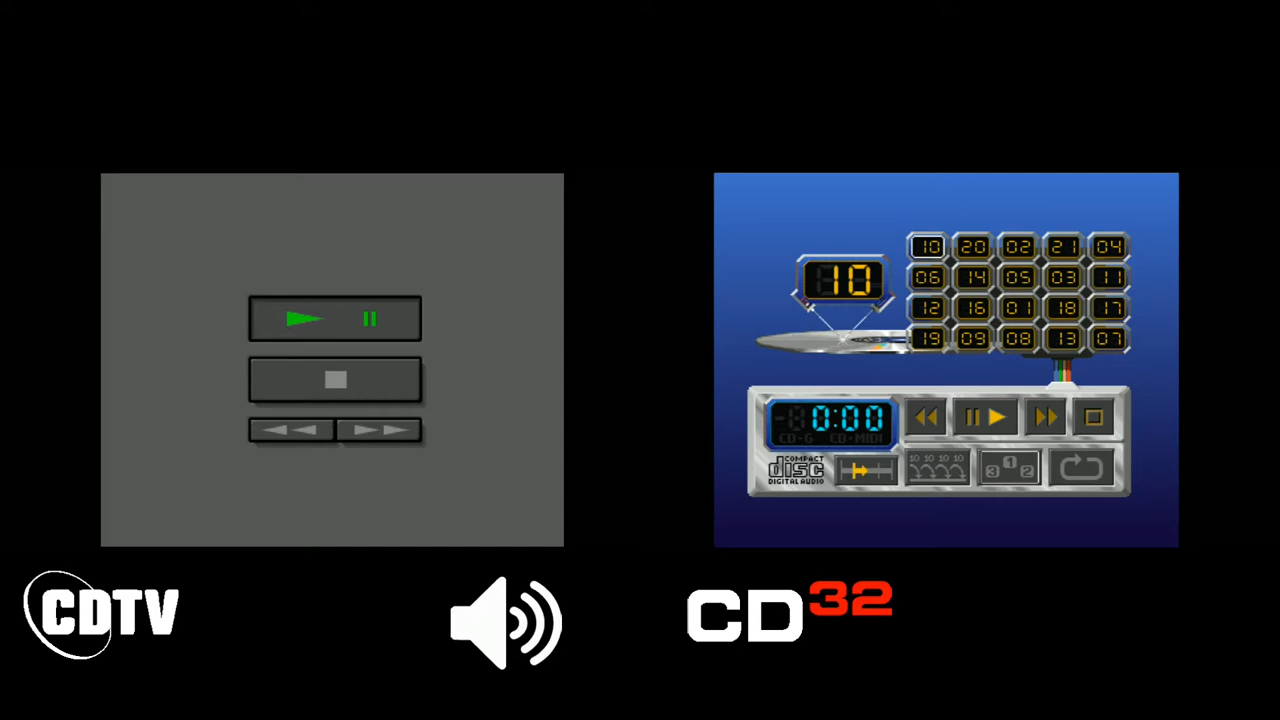 10 20 02 21 04
10
06 14 05 03 11
12 16 01 18 17
19 09 08 13 07
0:00
CD-G CD-MIDI
COMPACT
disc
DIGITAL AUDIO
10 10 10 10
3 1 2
CDTV
CD32